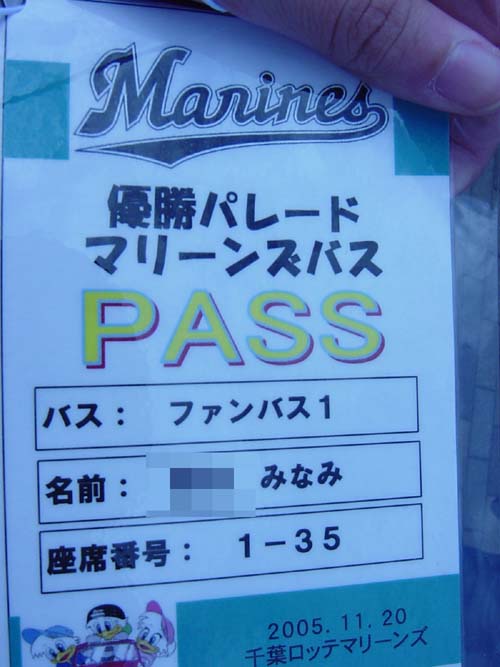 Marines
優勝パレード
マリーンズバス
PASS
バス： ファンバス1
名前： みなみ
座席番号： 1－35
2005.11.20
千葉ロッテマリーンズ